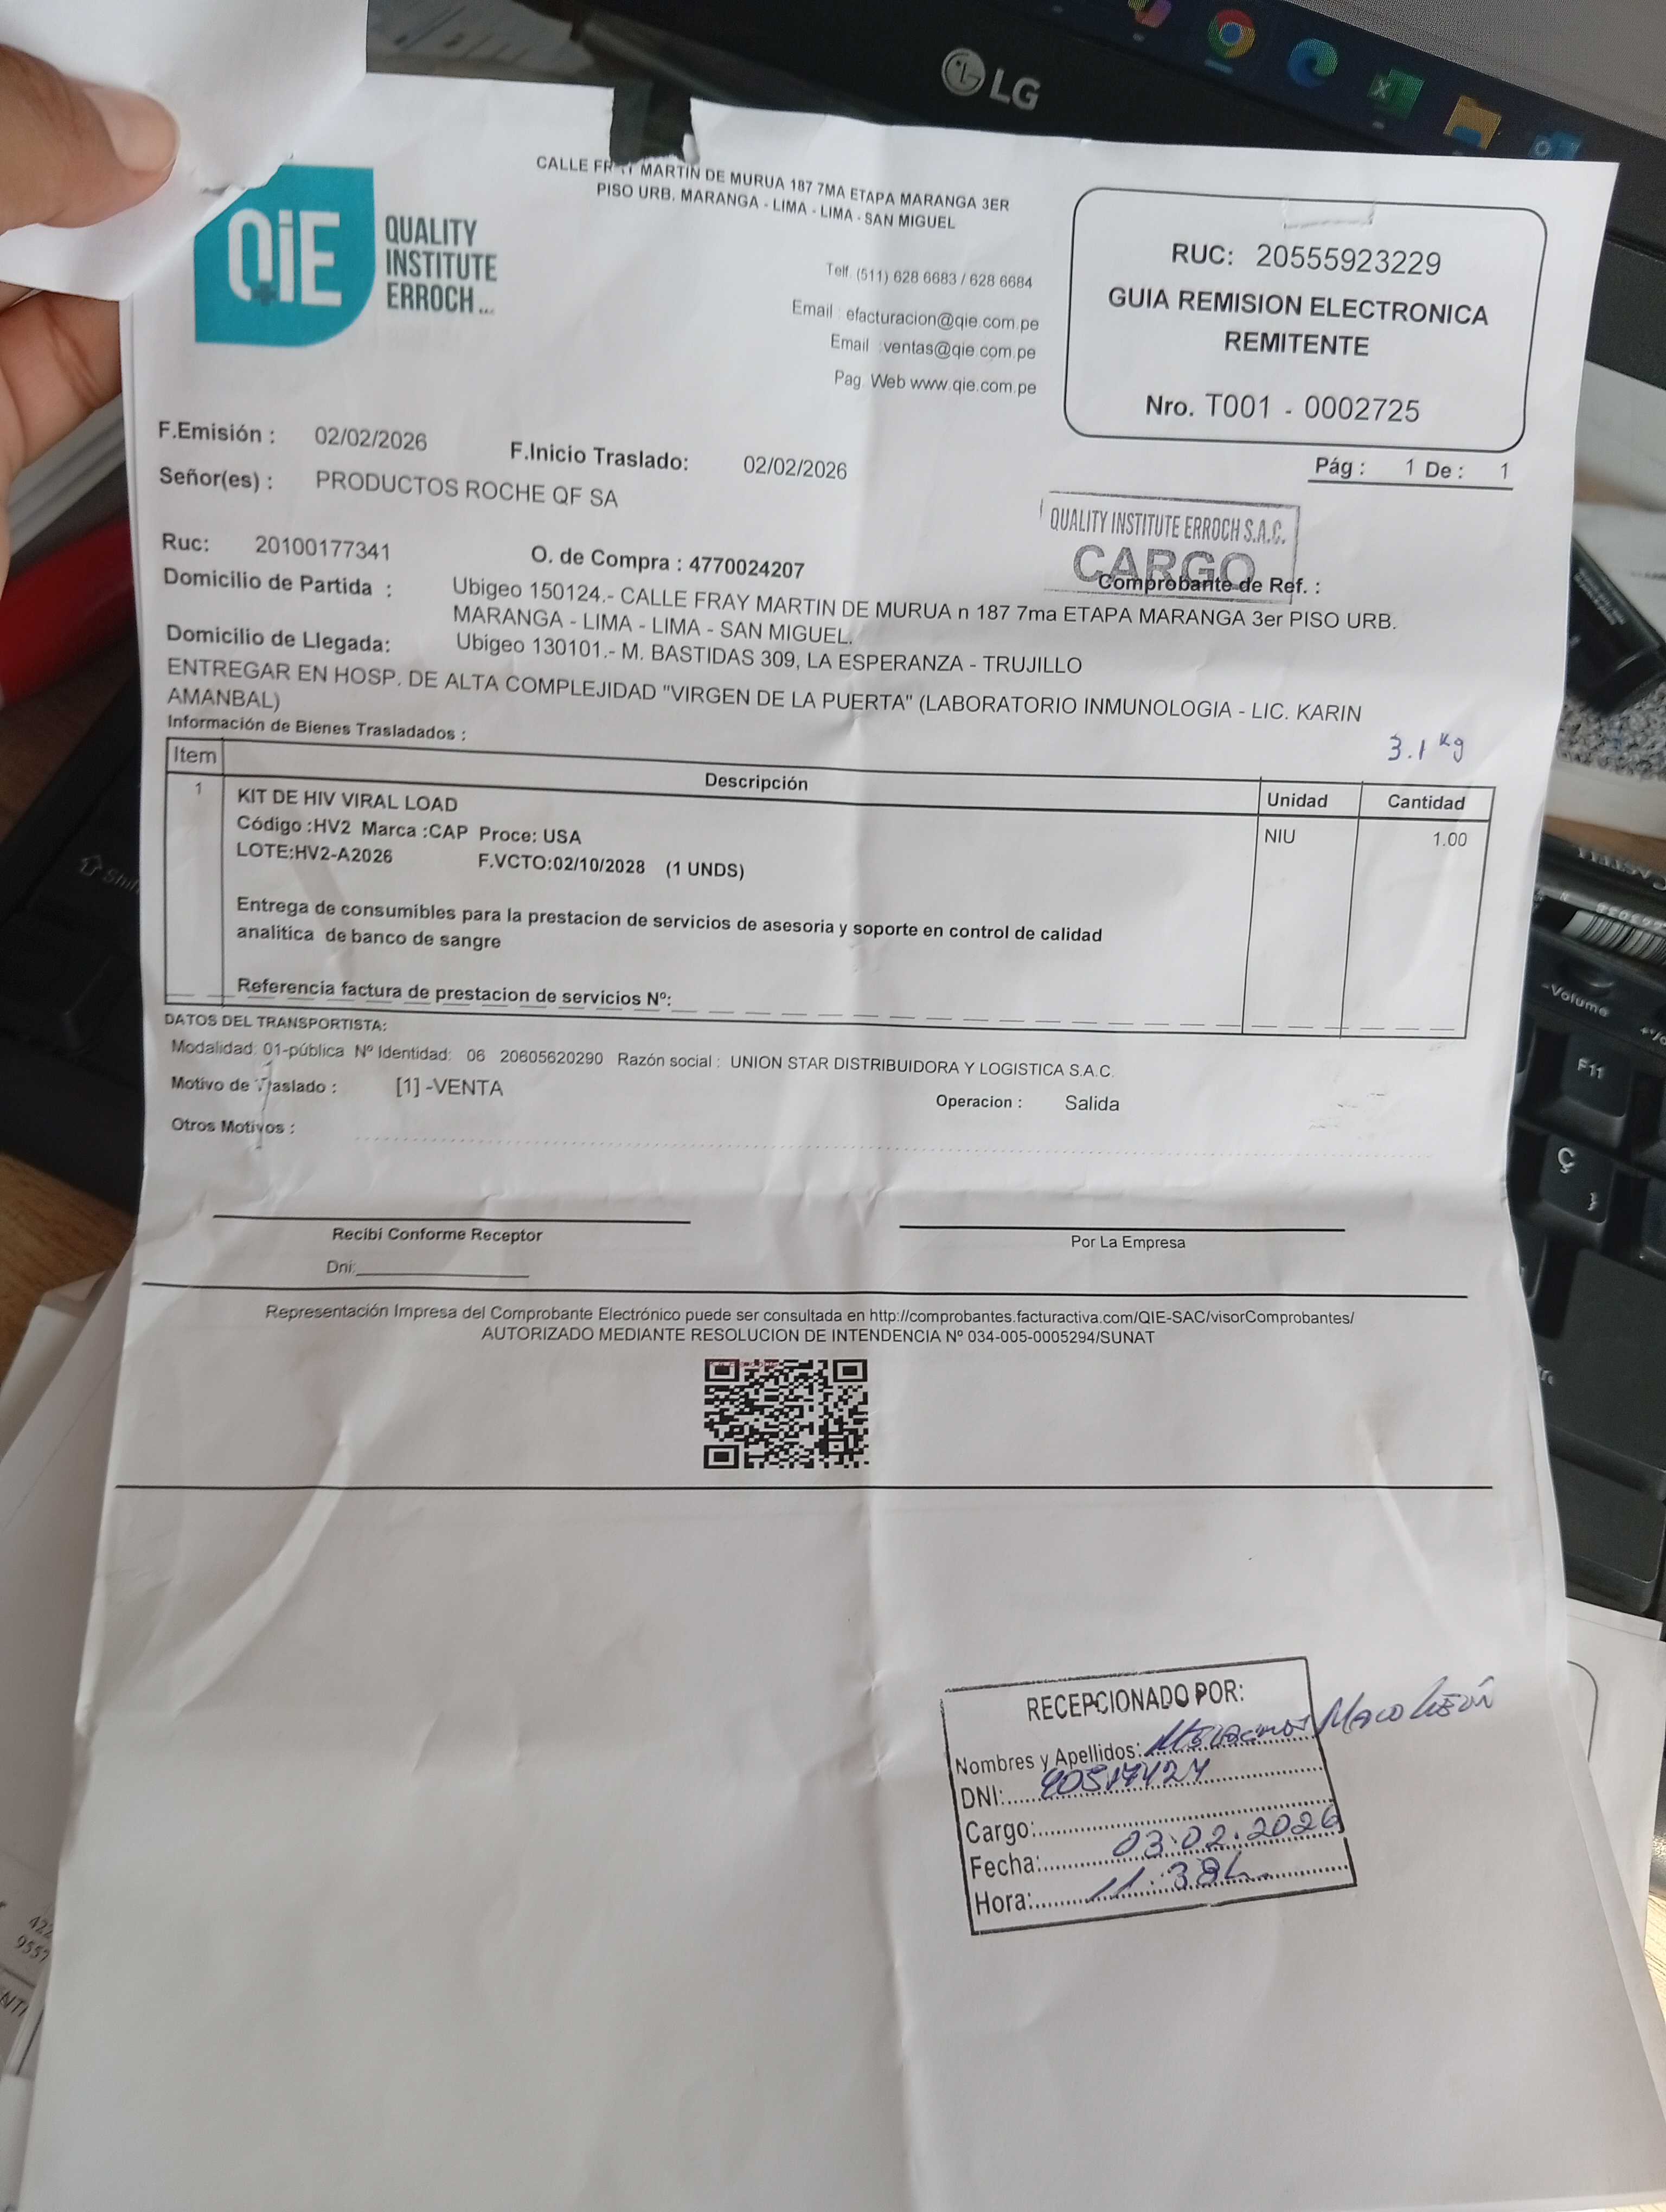 LG
QiE
QUALITY
INSTITUTE
ERROCH...
CALLE FRAY MARTIN DE MURUA 187 7MA ETAPA MARANGA 3ER
PISO URB. MARANGA - LIMA - LIMA - SAN MIGUEL
Telf. (511) 628 6683 / 628 6684
Email : efacturacion@qie.com.pe
Email :ventas@qie.com.pe
Pag. Web www.qie.com.pe
RUC: 20555923229
GUIA REMISION ELECTRONICA
REMITENTE
Nro. T001 - 0002725
Pág : 1 De : 1
F.Emisión : 02/02/2026 F.Inicio Traslado: 02/02/2026
Señor(es) : PRODUCTOS ROCHE QF SA
QUALITY INSTITUTE ERROCH S.A.C.
CARGO
Ruc: 20100177341 O. de Compra : 4770024207 Comprobante de Ref. :
Domicilio de Partida : Ubigeo 150124.- CALLE FRAY MARTIN DE MURUA n 187 7ma ETAPA MARANGA 3er PISO URB.
MARANGA - LIMA - LIMA - SAN MIGUEL.
Domicilio de Llegada: Ubigeo 130101.- M. BASTIDAS 309, LA ESPERANZA - TRUJILLO
ENTREGAR EN HOSP. DE ALTA COMPLEJIDAD "VIRGEN DE LA PUERTA" (LABORATORIO INMUNOLOGIA - LIC. KARIN
AMANBAL)
3.1 Kg
Información de Bienes Trasladados :
Item Descripción Unidad Cantidad
1 KIT DE HIV VIRAL LOAD NIU 1.00
Código :HV2 Marca :CAP Proce: USA
LOTE:HV2-A2026 F.VCTO:02/10/2028 (1 UNDS)
Entrega de consumibles para la prestacion de servicios de asesoria y soporte en control de calidad
analitica de banco de sangre
Referencia factura de prestacion de servicios Nº:
DATOS DEL TRANSPORTISTA:
Modalidad: 01-pública Nº Identidad: 06 20605620290 Razón social : UNION STAR DISTRIBUIDORA Y LOGISTICA S.A.C.
Motivo de Traslado : [1] -VENTA Operacion : Salida
Otros Motivos :
Recibi Conforme Receptor
Por La Empresa
Dni:
Representación Impresa del Comprobante Electrónico puede ser consultada en http://comprobantes.facturactiva.com/QIE-SAC/visorComprobantes/
AUTORIZADO MEDIANTE RESOLUCION DE INTENDENCIA Nº 034-005-0005294/SUNAT
RECEPCIONADO POR:
Nombres y Apellidos: Maco León
DNI: 40517424
Cargo:
Fecha: 03.02.2026
Hora: 11:38h
Volume
F11
Ç
}
Shift